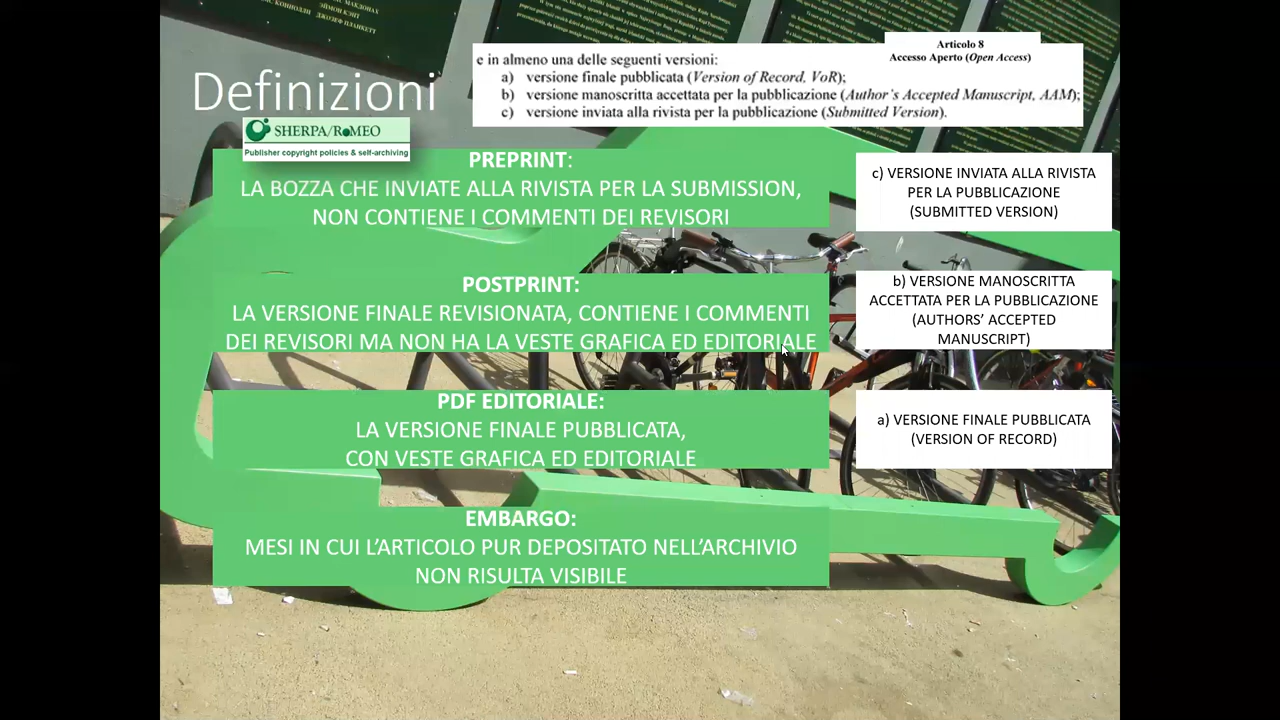 МАКДОНАХ
ЭЙМОН КЭНТ
ДЖОЗЕФ ПЛАНКЕТТ
Definizioni
SHERPA/RoMEO
Publisher copyright policies & self-archiving
Articolo 8
Accesso Aperto (Open Access)
e in almeno una delle seguenti versioni:
a) versione finale pubblicata (Version of Record, VoR);
b) versione manoscritta accettata per la pubblicazione (Author's Accepted Manuscript, AAM);
c) versione inviata alla rivista per la pubblicazione (Submitted Version).
PREPRINT:
LA BOZZA CHE INVIATE ALLA RIVISTA PER LA SUBMISSION,
NON CONTIENE I COMMENTI DEI REVISORI
c) VERSIONE INVIATA ALLA RIVISTA
PER LA PUBBLICAZIONE
(SUBMITTED VERSION)
POSTPRINT:
LA VERSIONE FINALE REVISIONATA, CONTIENE I COMMENTI
DEI REVISORI MA NON HA LA VESTE GRAFICA ED EDITORIALE
b) VERSIONE MANOSCRITTA
ACCETTATA PER LA PUBBLICAZIONE
(AUTHORS’ ACCEPTED
MANUSCRIPT)
PDF EDITORIALE:
LA VERSIONE FINALE PUBBLICATA,
CON VESTE GRAFICA ED EDITORIALE
a) VERSIONE FINALE PUBBLICATA
(VERSION OF RECORD)
EMBARGO:
MESI IN CUI L’ARTICOLO PUR DEPOSITATO NELL’ARCHIVIO
NON RISULTA VISIBILE